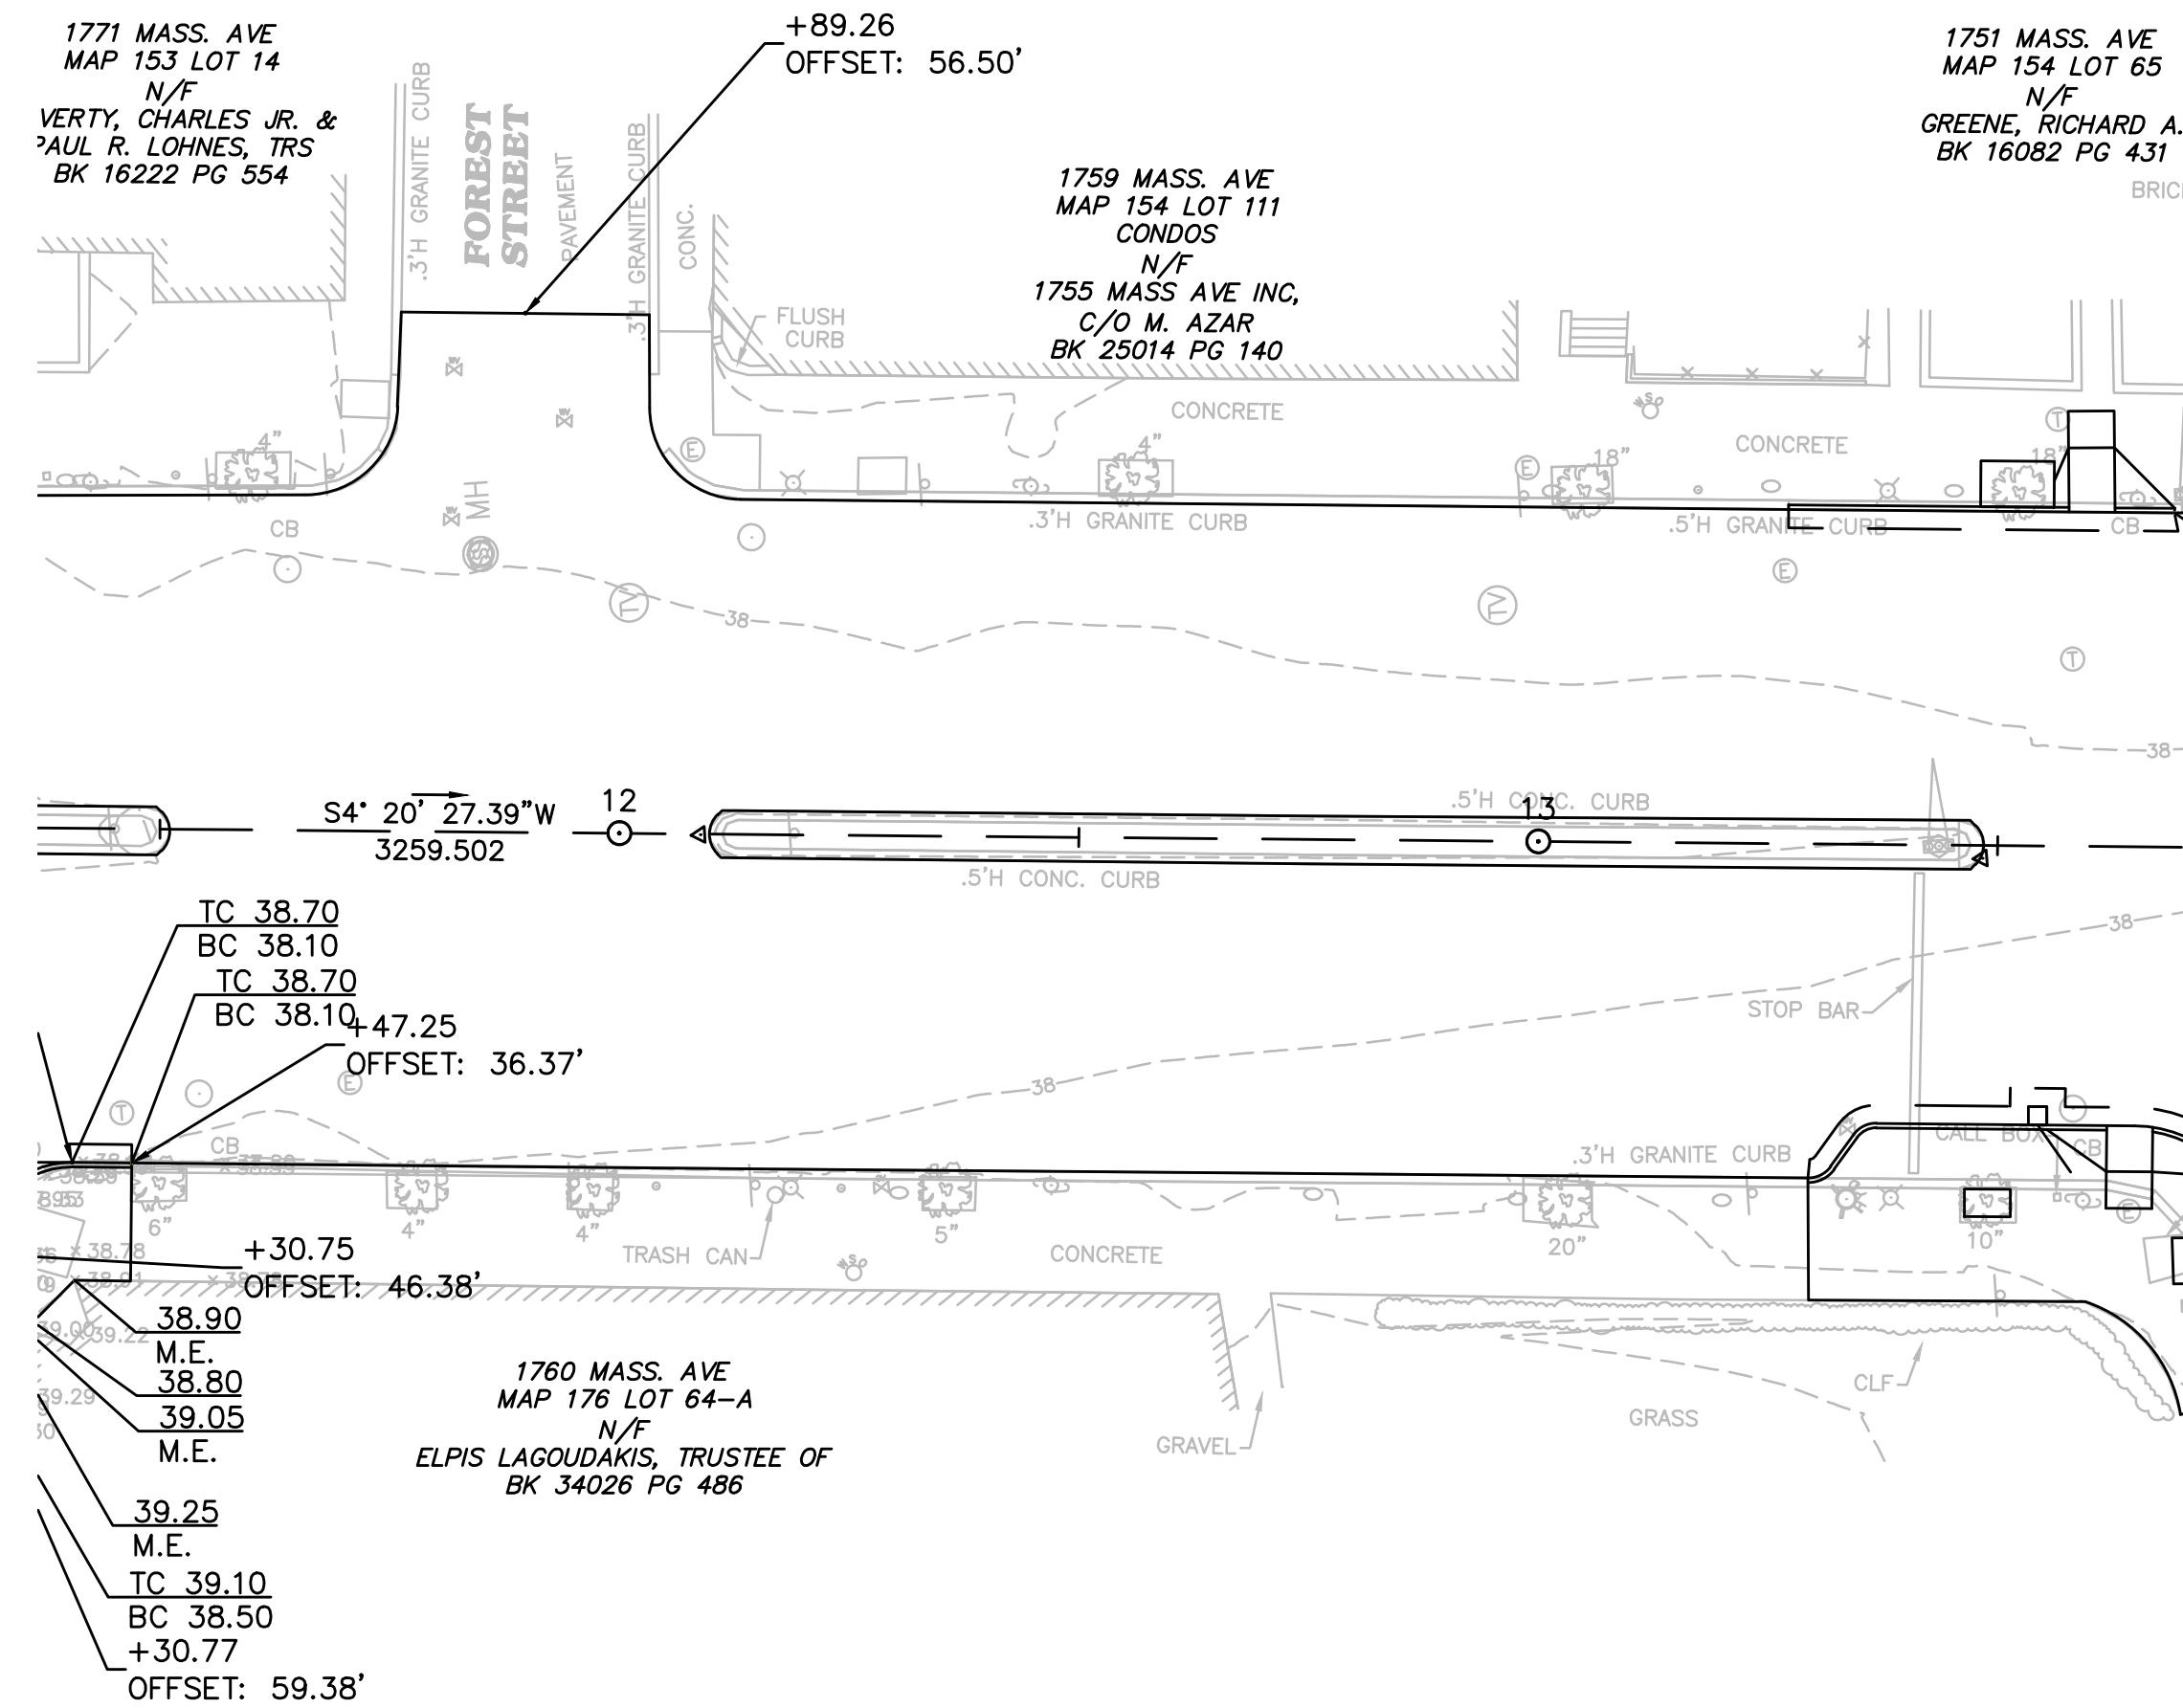 1771 MASS. AVE
MAP 153 LOT 14
N/F
VERTY, CHARLES JR. &
PAUL R. LOHNES, TRS
BK 16222 PG 554
.3'H GRANITE CURB
FOREST
STREET
PAVEMENT
.3'H GRANITE CURB
CONC.
+89.26
OFFSET: 56.50'
1759 MASS. AVE
MAP 154 LOT 111
CONDOS
N/F
1755 MASS AVE INC,
C/O M. AZAR
BK 25014 PG 140
1751 MASS. AVE
MAP 154 LOT 65
N/F
GREENE, RICHARD A.
BK 16082 PG 431
FLUSH
CURB
CONCRETE
CONCRETE
4"
E
4"
E
18"
T
18"
CB
MH
S
.3'H GRANITE CURB
.5'H GRANITE CURB
CB
TV
38
TV
E
T
38
S4° 20' 27.39"W
3259.502
12
13
.5'H CONC. CURB
.5'H CONC. CURB
TC 38.70
BC 38.10
TC 38.70
BC 38.10
+47.25
OFFSET: 36.37'
38
STOP BAR
38
T
E
CB
.3'H GRANITE CURB
CALL BOX
CB
6"
4"
4"
TRASH CAN
5"
CONCRETE
20"
10"
E
38.78
+30.75
OFFSET: 46.38'
38.90
M.E.
39.22
38.80
39.05
M.E.
39.29
39.25
M.E.
TC 39.10
BC 38.50
+30.77
OFFSET: 59.38'
1760 MASS. AVE
MAP 176 LOT 64-A
N/F
ELPIS LAGOUDAKIS, TRUSTEE OF
BK 34026 PG 486
GRAVEL
GRASS
CLF